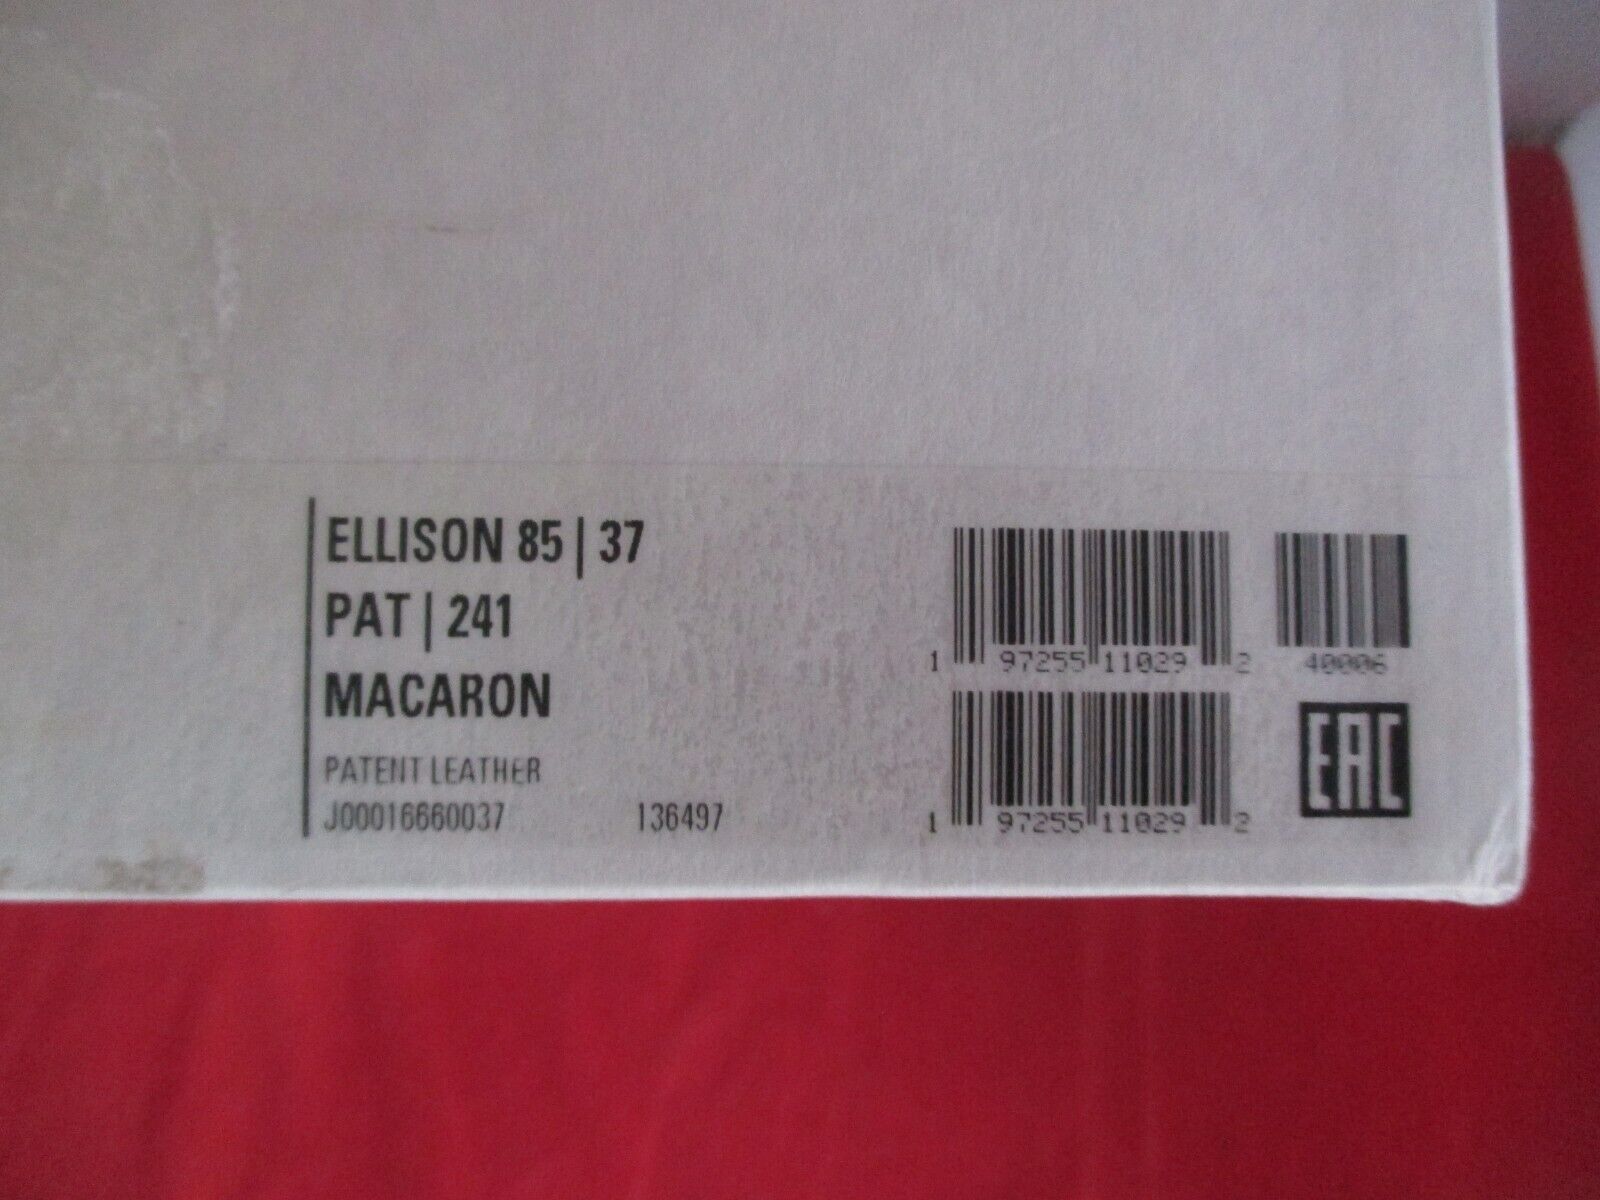 ELLISON 85 | 37
PAT | 241
MACARON
PATENT LEATHER
J00016660037 136497
1 97255 11029 2 40006
1 97255 11029 2
EAC